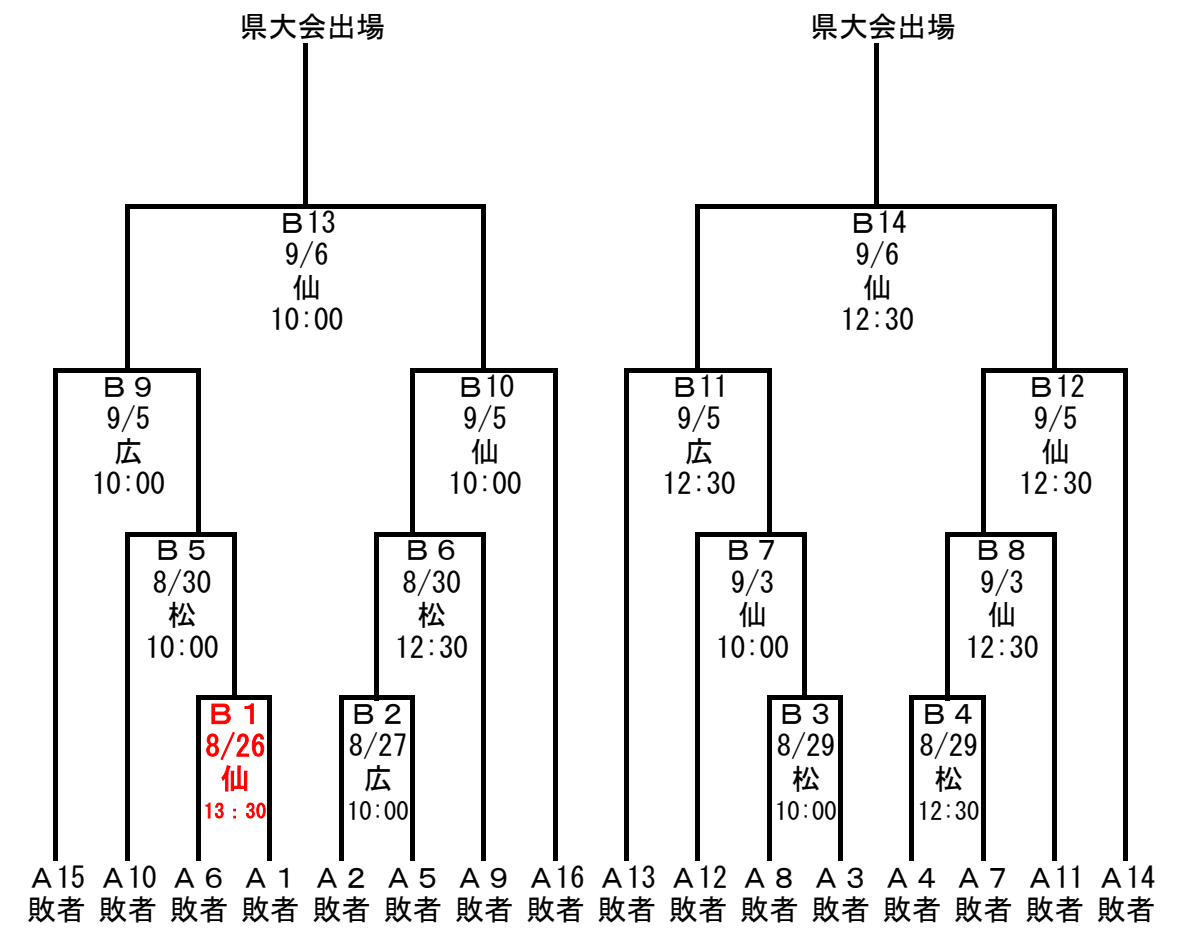 県大会出場 県大会出場
Ｂ13 Ｂ14
9/6 9/6
仙 仙
10:00 12:30
Ｂ９ Ｂ10 Ｂ11 Ｂ12
9/5 9/5 9/5 9/5
広 仙 広 仙
10:00 10:00 12:30 12:30
Ｂ５ Ｂ６ Ｂ７ Ｂ８
8/30 8/30 9/3 9/3
松 松 仙 仙
10:00 12:30 10:00 12:30
Ｂ１ Ｂ２ Ｂ３ Ｂ４
8/26 8/27 8/29 8/29
仙 広 松 松
13：30 10:00 10:00 12:30
Ａ15 Ａ10 Ａ６ Ａ１ Ａ２ Ａ５ Ａ９ Ａ16 Ａ13 Ａ12 Ａ８ Ａ３ Ａ４ Ａ７ Ａ11 Ａ14
敗者 敗者 敗者 敗者 敗者 敗者 敗者 敗者 敗者 敗者 敗者 敗者 敗者 敗者 敗者 敗者